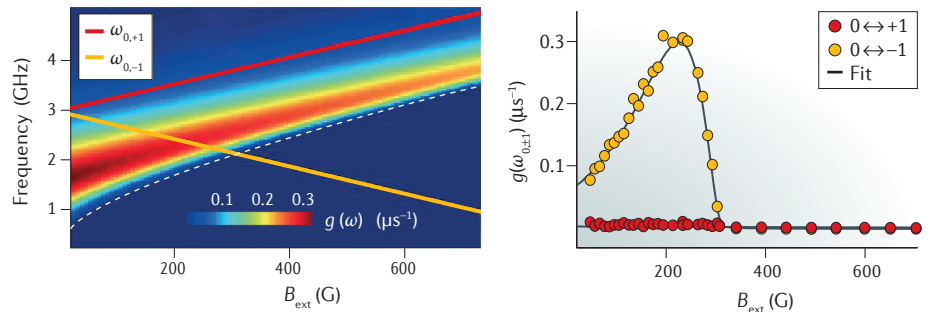 Frequency (GHz)
4
3
2
1
ω0,+1
ω0,−1
0.1 0.2 0.3
g (ω) (μs⁻¹)
200 400 600
Bext (G)
g(ω0,±1) (μs⁻¹)
0.3
0.2
0.1
0↔+1
0↔−1
Fit
200 400 600
Bext (G)